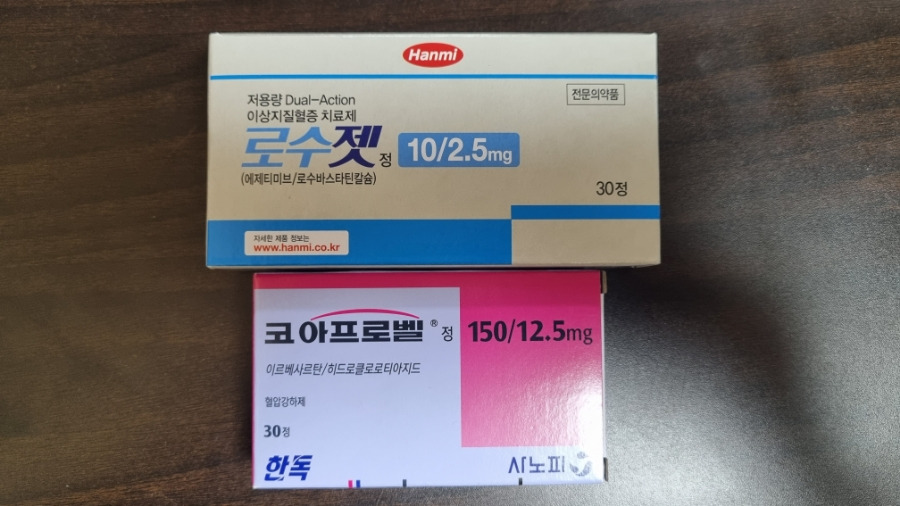 Hanmi
저용량 Dual-Action
전문의약품
이상지질혈증 치료제
로수젯 정 10/2.5mg
(에제티미브/로수바스타틴칼슘)
30정
자세한 제품 정보는
www.hanmi.co.kr
코아프로벨® 정 150/12.5mg
이르베사르탄/히드로클로로티아지드
혈압강하제
30정
한독
사노피